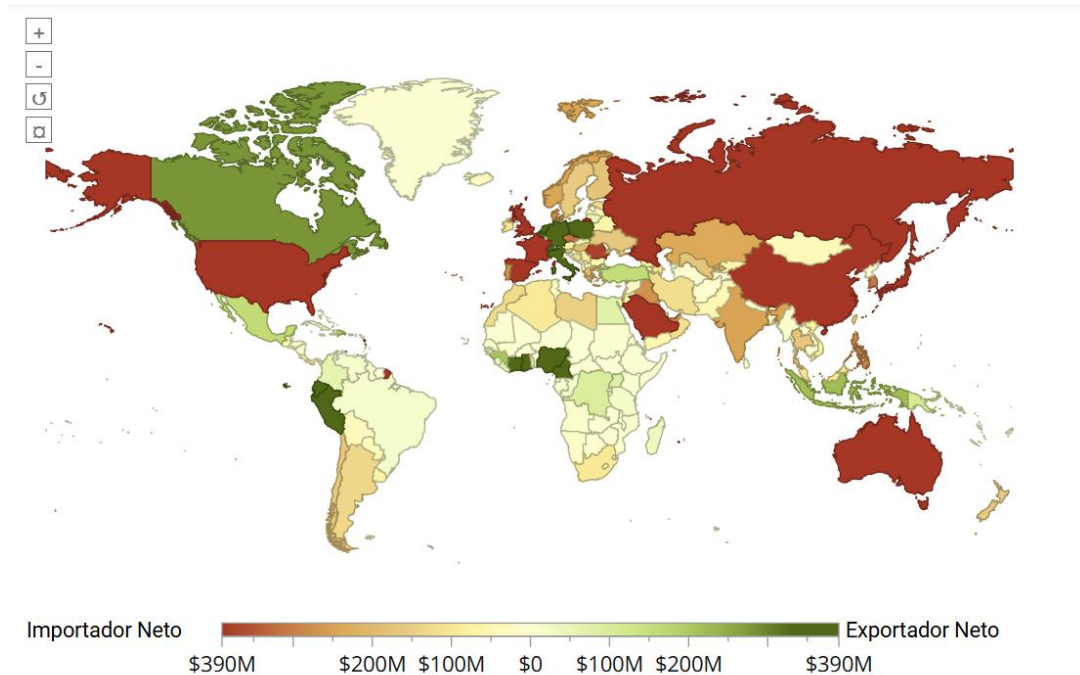 +
-
↺
¤
Importador Neto
Exportador Neto
$390M $200M $100M $0 $100M $200M $390M